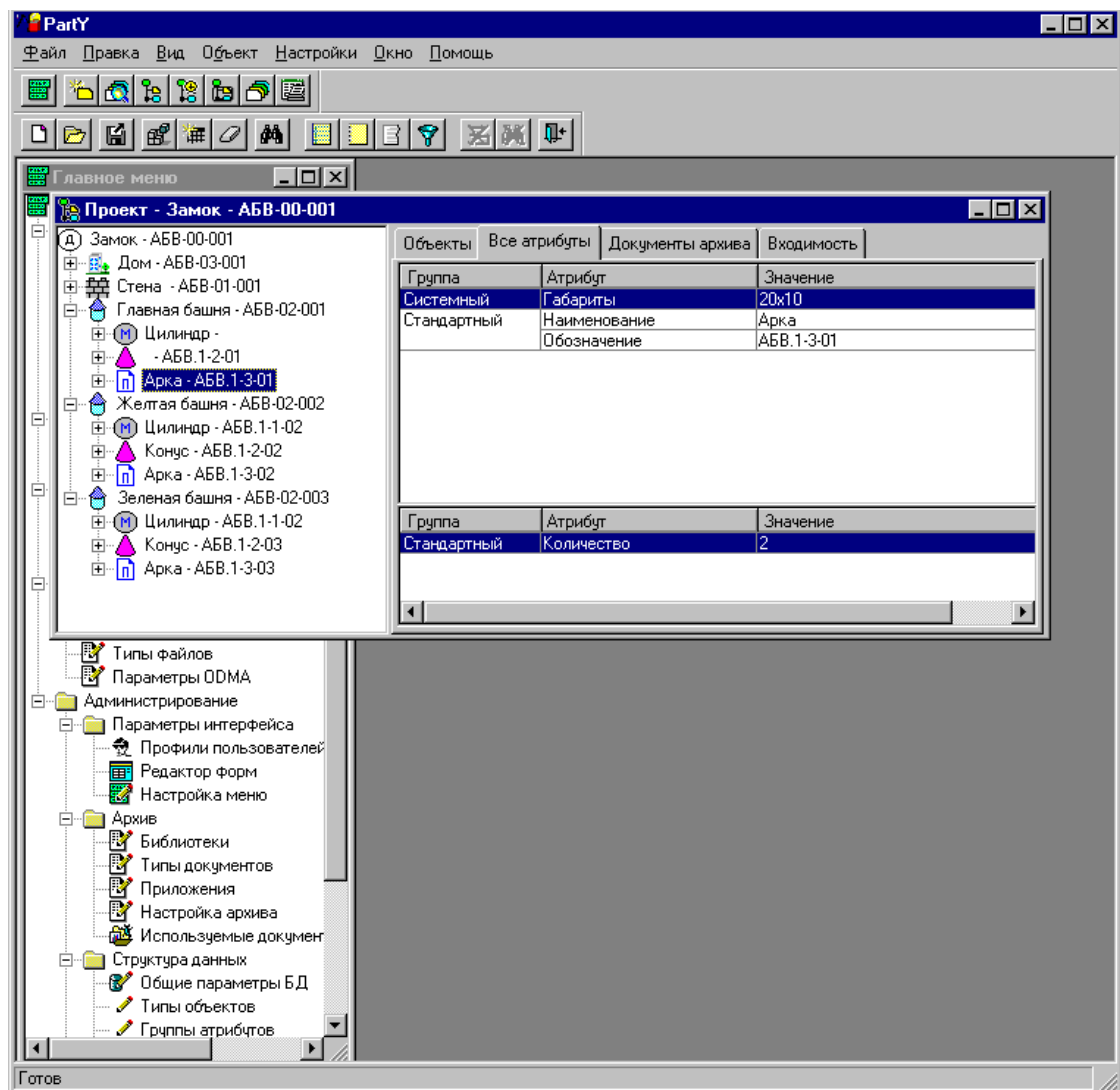 PartY
Файл Правка Вид Объект Настройки Окно Помощь
Главное меню
Проект - Замок - АБВ-00-001
Замок - АБВ-00-001
Дом - АБВ-03-001
Стена - АБВ-01-001
Главная башня - АБВ-02-001
Цилиндр -
- АБВ.1-2-01
Арка - АБВ.1-3-01
Желтая башня - АБВ-02-002
Цилиндр - АБВ.1-1-02
Конус - АБВ.1-2-02
Арка - АБВ.1-3-02
Зеленая башня - АБВ-02-003
Цилиндр - АБВ.1-1-02
Конус - АБВ.1-2-03
Арка - АБВ.1-3-03
Объекты Все атрибуты Документы архива Входимость
Группа Атрибут Значение
Системный Габариты 20x10
Стандартный Наименование Арка
Обозначение АБВ.1-3-01
Группа Атрибут Значение
Стандартный Количество 2
Типы файлов
Параметры ODMA
Администрирование
Параметры интерфейса
Профили пользователей
Редактор форм
Настройка меню
Архив
Библиотеки
Типы документов
Приложения
Настройка архива
Используемые докумен
Структура данных
Общие параметры БД
Типы объектов
Группы атрибутов
Готов